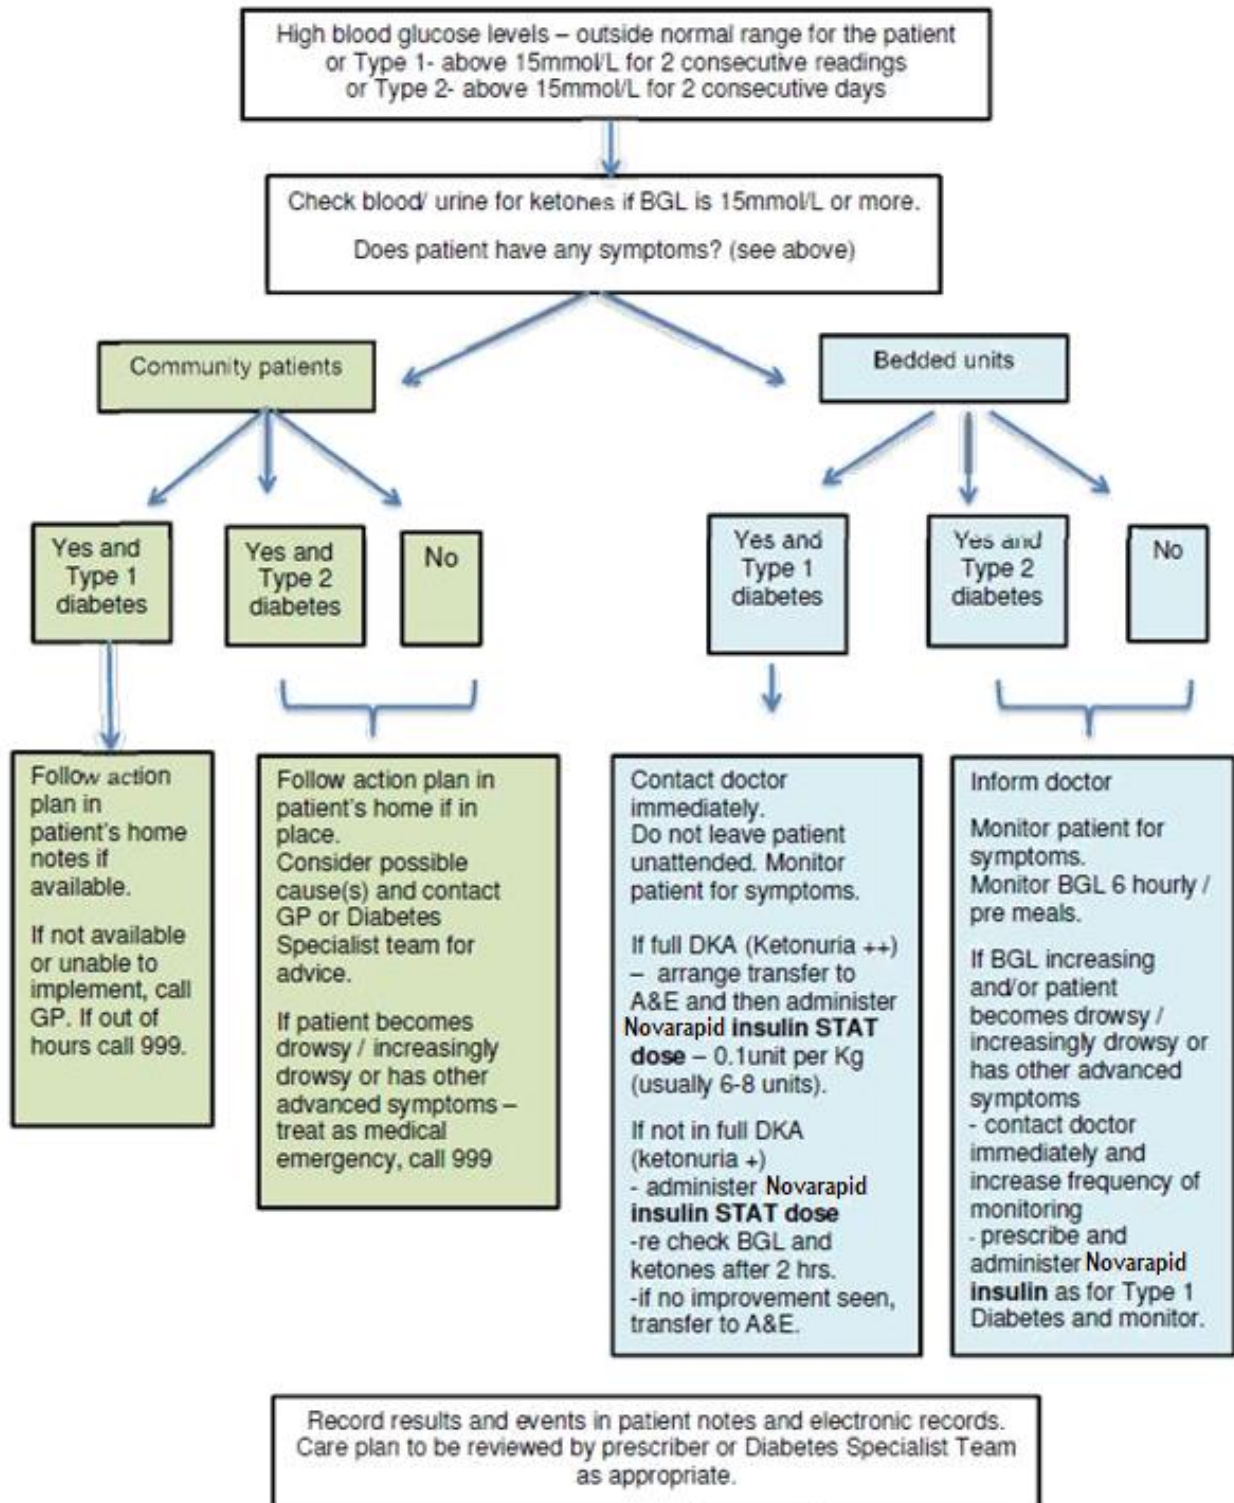 High blood glucose levels – outside normal range for the patient
or Type 1- above 15mmol/L for 2 consecutive readings
or Type 2- above 15mmol/L for 2 consecutive days
Check blood/ urine for ketones if BGL is 15mmol/L or more.
Does patient have any symptoms? (see above)
Community patients
Bedded units
Yes and
Type 1
diabetes
Yes and
Type 2
diabetes
No
Yes and
Type 1
diabetes
Yes and
Type 2
diabetes
No
Follow action
plan in
patient's home
notes if
available.
If not available
or unable to
implement, call
GP. If out of
hours call 999.
Follow action plan in
patient's home if in
place.
Consider possible
cause(s) and contact
GP or Diabetes
Specialist team for
advice.
If patient becomes
drowsy / increasingly
drowsy or has other
advanced symptoms –
treat as medical
emergency, call 999
Contact doctor
immediately.
Do not leave patient
unattended. Monitor
patient for symptoms.
If full DKA (Ketonuria ++)
– arrange transfer to
A&E and then administer
Novarapid insulin STAT
dose – 0.1unit per Kg
(usually 6-8 units).
If not in full DKA
(ketonuria +)
- administer Novarapid
insulin STAT dose
-re check BGL and
ketones after 2 hrs.
-if no improvement seen,
transfer to A&E.
Inform doctor
Monitor patient for
symptoms.
Monitor BGL 6 hourly /
pre meals.
If BGL increasing
and/or patient
becomes drowsy /
increasingly drowsy or
has other advanced
symptoms
- contact doctor
immediately and
increase frequency of
monitoring
- prescribe and
administer Novarapid
insulin as for Type 1
Diabetes and monitor.
Record results and events in patient notes and electronic records.
Care plan to be reviewed by prescriber or Diabetes Specialist Team
as appropriate.